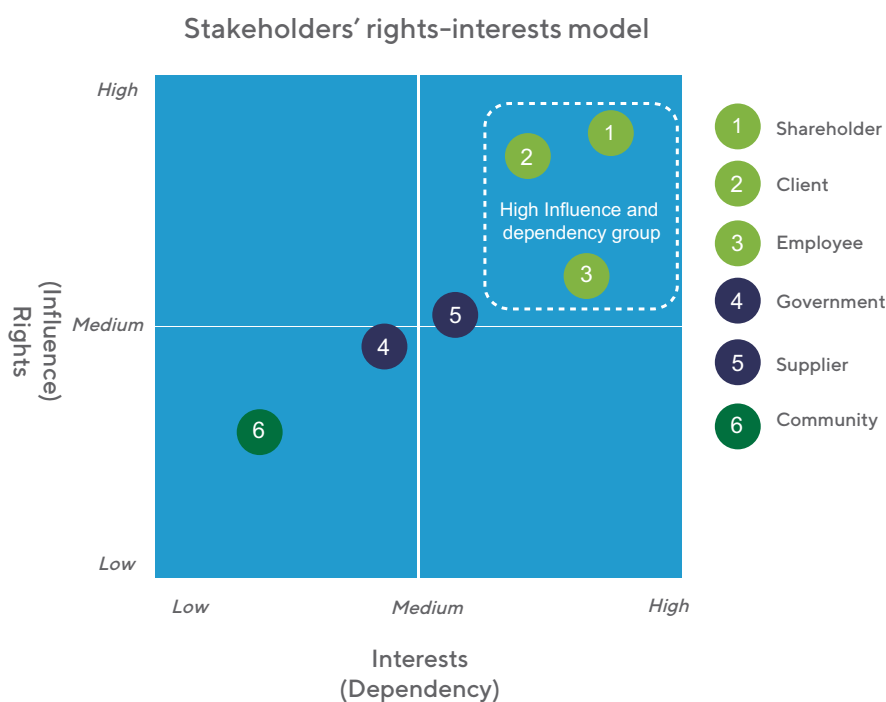 Stakeholders' rights-interests model
High
Medium
Low
(Influence)
Rights
1
2
High Influence and
dependency group
3
5
4
6
Low
Medium
High
Interests
(Dependency)
1 Shareholder
2 Client
3 Employee
4 Government
5 Supplier
6 Community